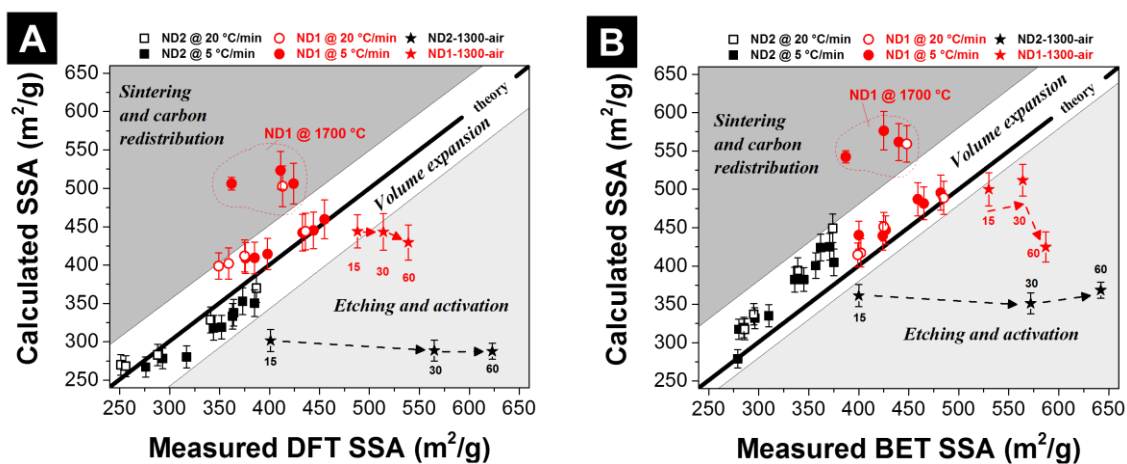 A
ND2 @ 20 °C/min ND1 @ 20 °C/min ND2-1300-air
ND2 @ 5 °C/min ND1 @ 5 °C/min ND1-1300-air
650
600
550
500
450
400
350
300
250
Calculated SSA (m²/g)
Sintering
and carbon
redistribution
ND1 @ 1700 °C
theory
Volume expansion
15
30
60
Etching and activation
15
30
60
250 300 350 400 450 500 550 600 650
Measured DFT SSA (m²/g)
B
ND2 @ 20 °C/min ND1 @ 20 °C/min ND2-1300-air
ND2 @ 5 °C/min ND1 @ 5 °C/min ND1-1300-air
650
600
550
500
450
400
350
300
250
Calculated SSA (m²/g)
Sintering
and carbon
redistribution
ND1 @ 1700 °C
Volume expansion
theory
15
30
60
15
30
60
Etching and activation
250 300 350 400 450 500 550 600 650
Measured BET SSA (m²/g)